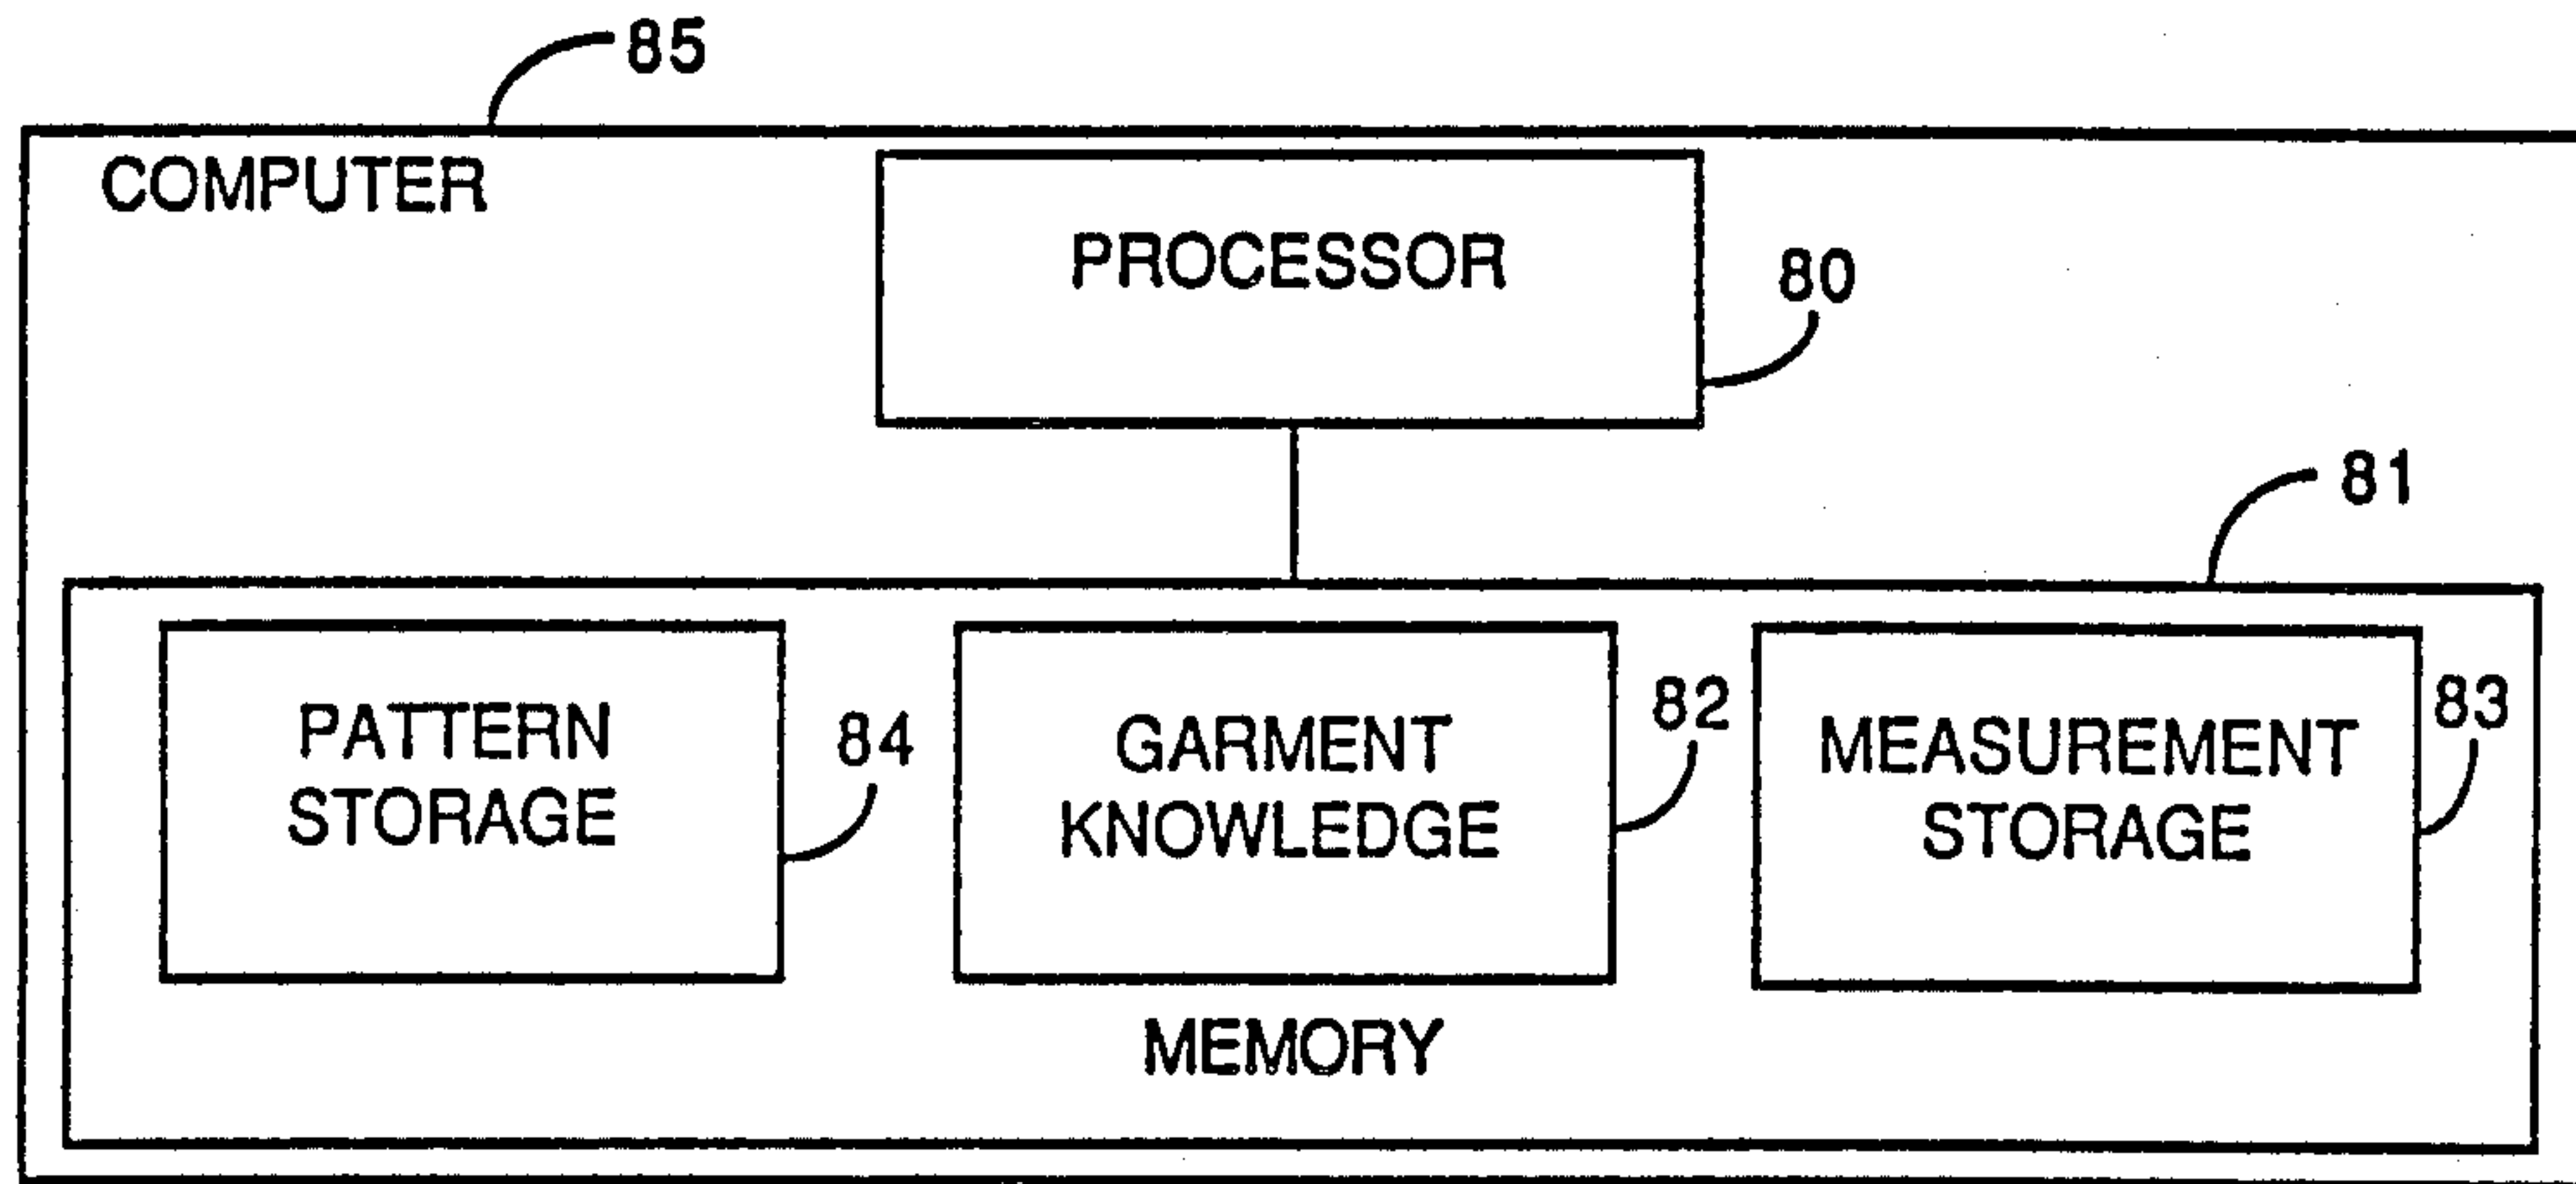 85
COMPUTER
PROCESSOR
80
81
PATTERN
STORAGE
84
GARMENT
KNOWLEDGE
82
MEASUREMENT
STORAGE
83
MEMORY